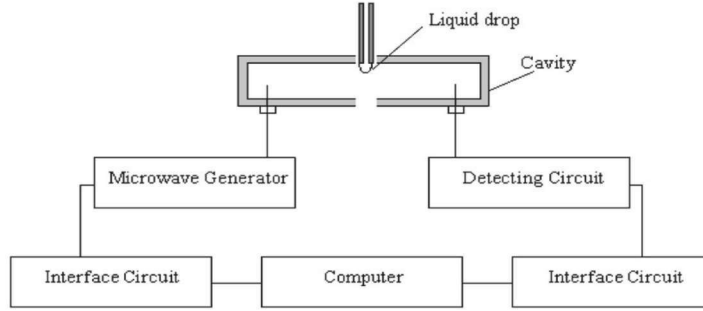 Liquid drop
Cavity
Microwave Generator
Detecting Circuit
Interface Circuit
Computer
Interface Circuit